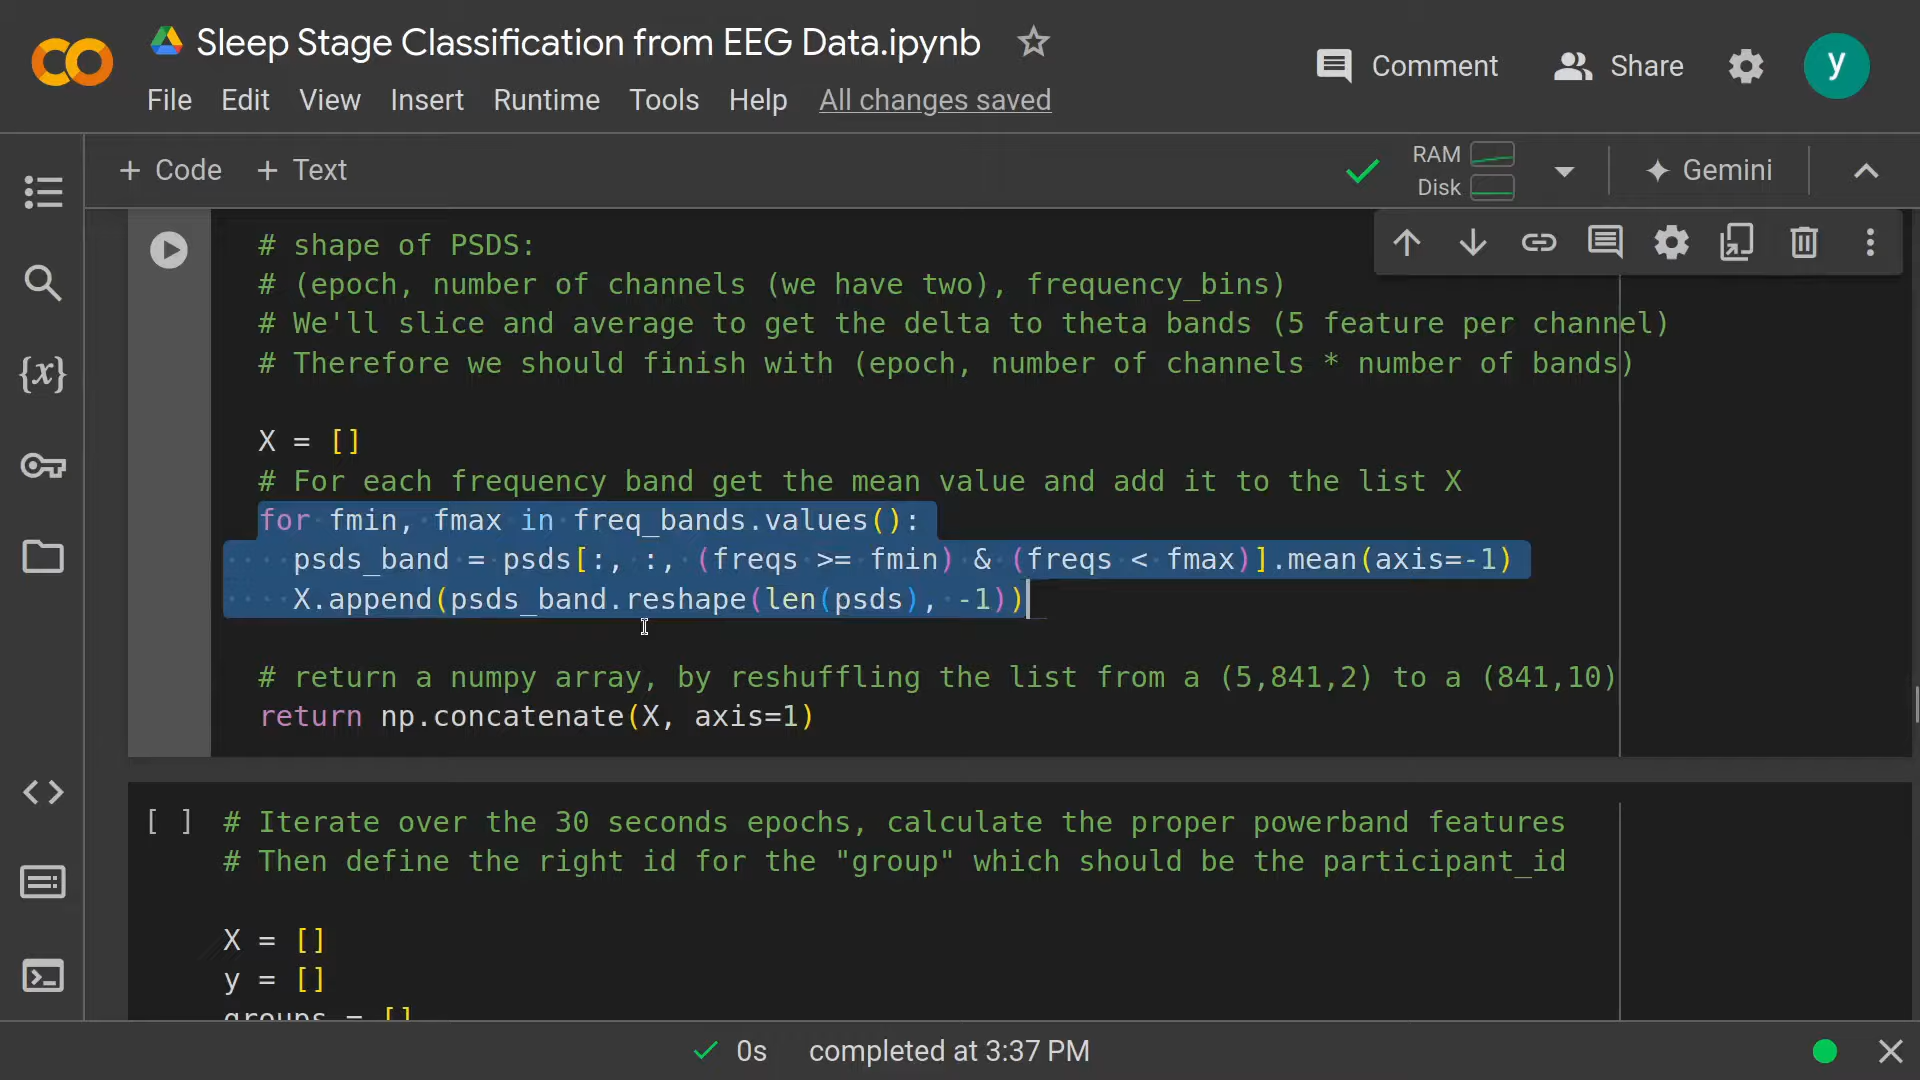 Sleep Stage Classification from EEG Data.ipynb
File Edit View Insert Runtime Tools Help All changes saved
Comment Share y
+ Code + Text
RAM
Disk
Gemini
# shape of PSDS:
# (epoch, number of channels (we have two), frequency_bins)
# We'll slice and average to get the delta to theta bands (5 feature per channel)
# Therefore we should finish with (epoch, number of channels * number of bands)
X = []
# For each frequency band get the mean value and add it to the list X
for fmin, fmax in freq_bands.values():
psds_band = psds[:, :, (freqs >= fmin) & (freqs < fmax)].mean(axis=-1)
X.append(psds_band.reshape(len(psds), -1))
# return a numpy array, by reshuffling the list from a (5,841,2) to a (841,10)
return np.concatenate(X, axis=1)
[ ] # Iterate over the 30 seconds epochs, calculate the proper powerband features
# Then define the right id for the "group" which should be the participant_id
X = []
y = []
groups = []
0s completed at 3:37 PM